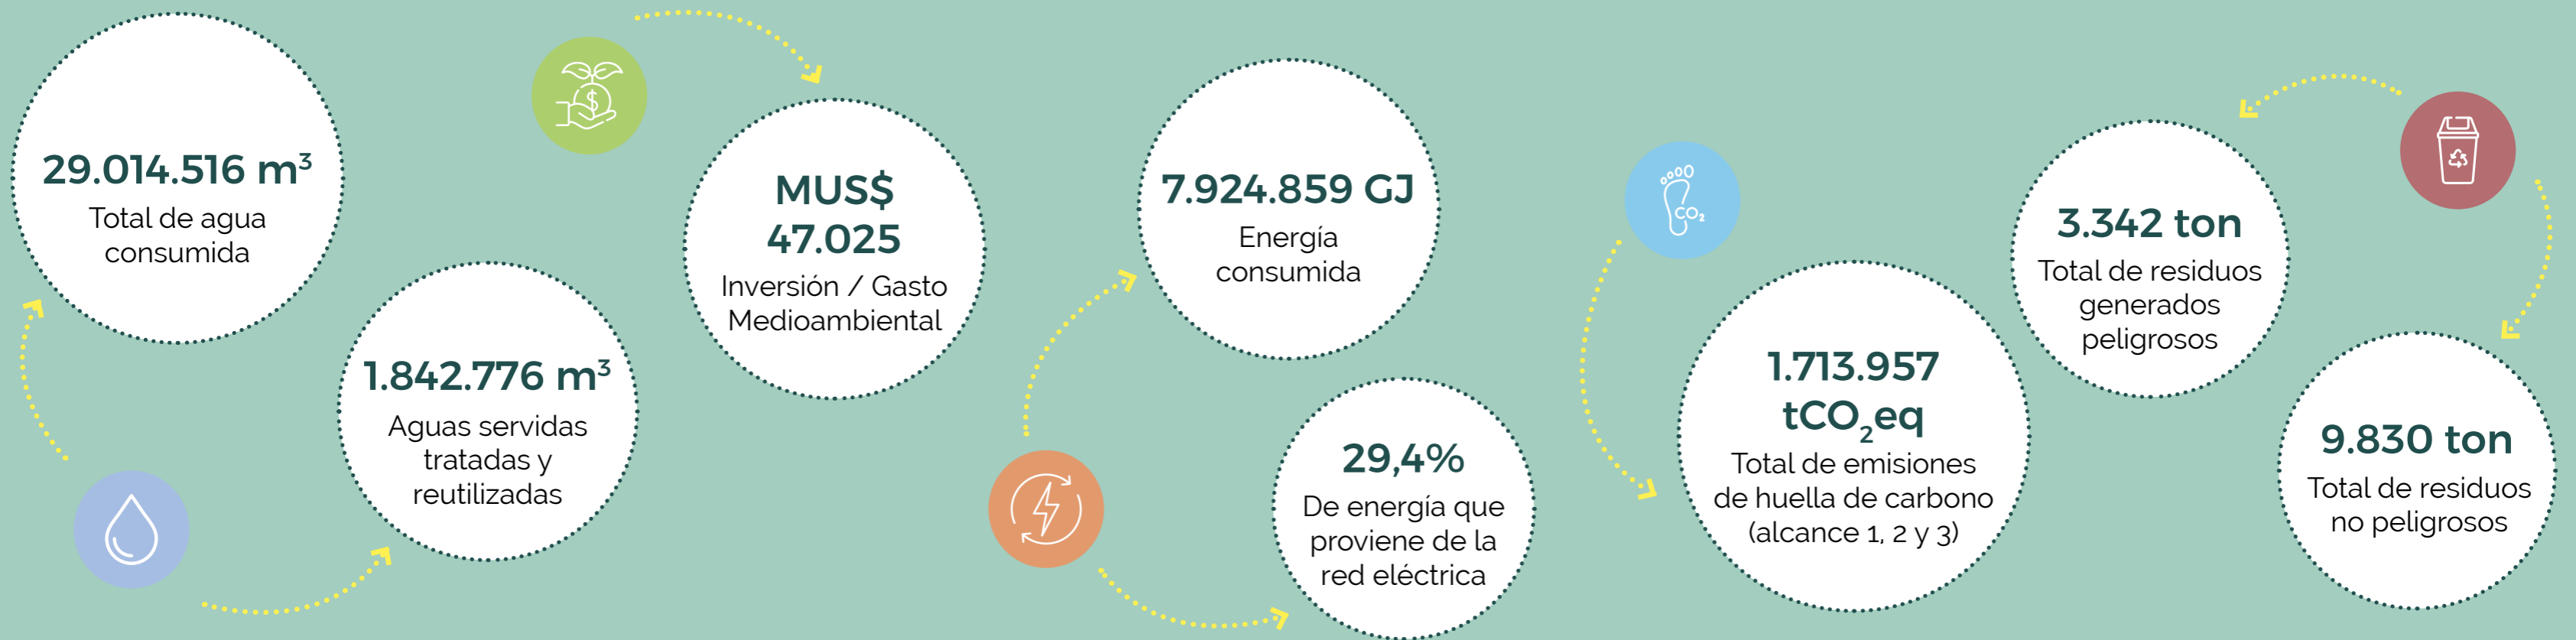 29.014.516 m³
Total de agua
consumida
1.842.776 m³
Aguas servidas
tratadas y
reutilizadas
MUS$
47.025
Inversión / Gasto
Medioambiental
7.924.859 GJ
Energía
consumida
29,4%
De energía que
proviene de la
red eléctrica
CO₂
1.713.957
tCO₂eq
Total de emisiones
de huella de carbono
(alcance 1, 2 y 3)
3.342 ton
Total de residuos
generados
peligrosos
9.830 ton
Total de residuos
no peligrosos